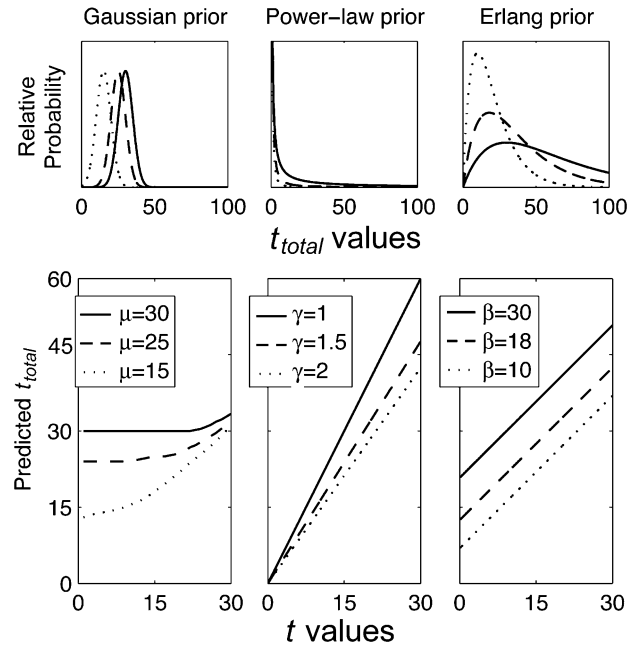 Gaussian prior
Power−law prior
Erlang prior
Relative
Probability
0 50 100
0 50 100
0 50 100
t_total values
Predicted t_total
60
45
30
15
0
μ=30
μ=25
μ=15
γ=1
γ=1.5
γ=2
β=30
β=18
β=10
0 15 30
0 15 30
0 15 30
t values